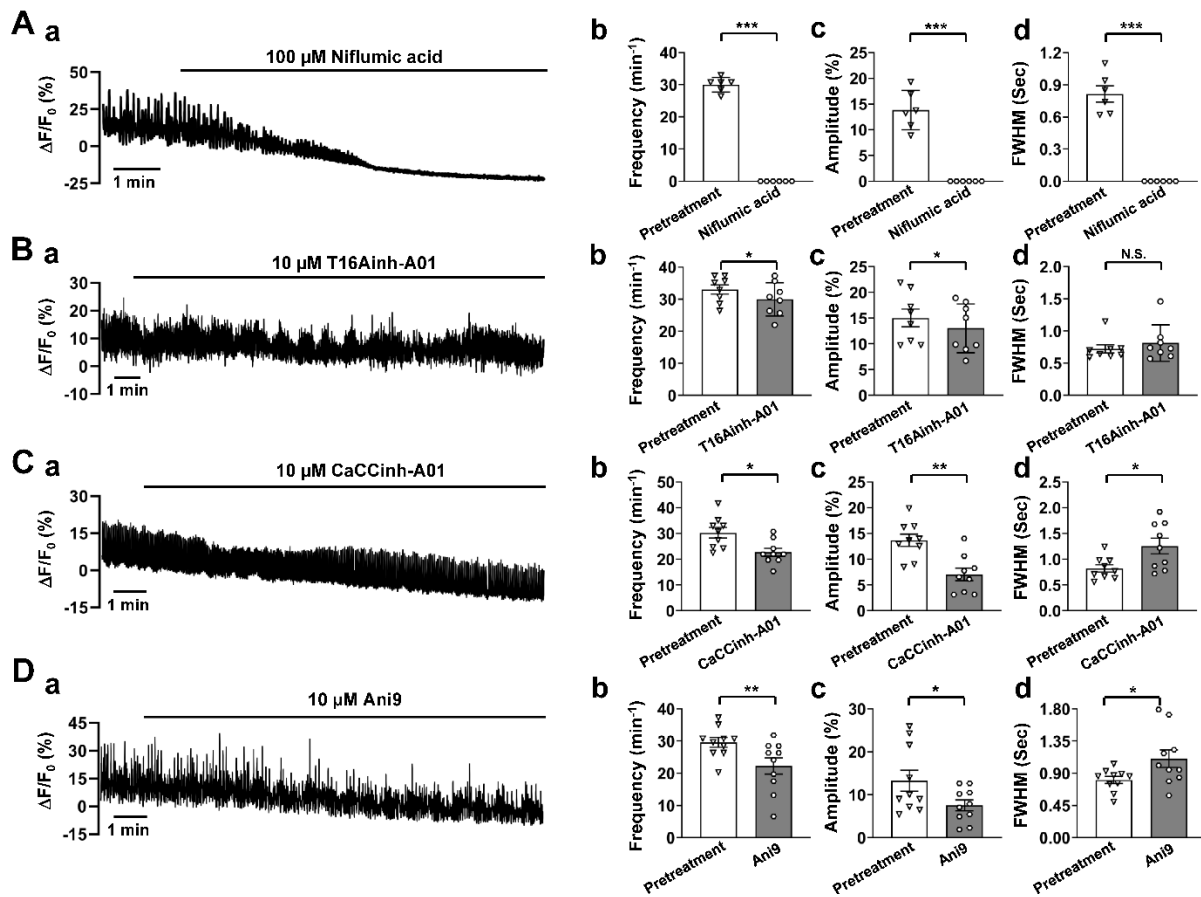 A a
100 µM Niflumic acid
ΔF/F0 (%)
50
25
0
-25
1 min
b
***
Frequency (min-1)
40
30
20
10
0
Pretreatment
Niflumic acid
c
***
Amplitude (%)
25
20
15
10
5
0
Pretreatment
Niflumic acid
d
***
FWHM (Sec)
1.2
0.9
0.6
0.3
0.0
Pretreatment
Niflumic acid
B a
10 µM T16Ainh-A01
ΔF/F0 (%)
30
20
10
0
-10
1 min
b
*
Frequency (min-1)
50
40
30
20
10
0
Pretreatment
T16Ainh-A01
c
*
Amplitude (%)
25
20
15
10
5
0
Pretreatment
T16Ainh-A01
d
N.S.
FWHM (Sec)
2.0
1.5
1.0
0.5
0.0
Pretreatment
T16Ainh-A01
C a
10 µM CaCCinh-A01
ΔF/F0 (%)
30
15
0
-15
1 min
b
*
Frequency (min-1)
50
40
30
20
10
0
Pretreatment
CaCCinh-A01
c
**
Amplitude (%)
25
20
15
10
5
0
Pretreatment
CaCCinh-A01
d
*
FWHM (Sec)
2.5
2.0
1.5
1.0
0.5
0.0
Pretreatment
CaCCinh-A01
D a
10 µM Ani9
ΔF/F0 (%)
45
30
15
0
-15
1 min
b
**
Frequency (min-1)
40
30
20
10
0
Pretreatment
Ani9
c
*
Amplitude (%)
30
20
10
0
Pretreatment
Ani9
d
*
FWHM (Sec)
1.80
1.35
0.90
0.45
0.00
Pretreatment
Ani9